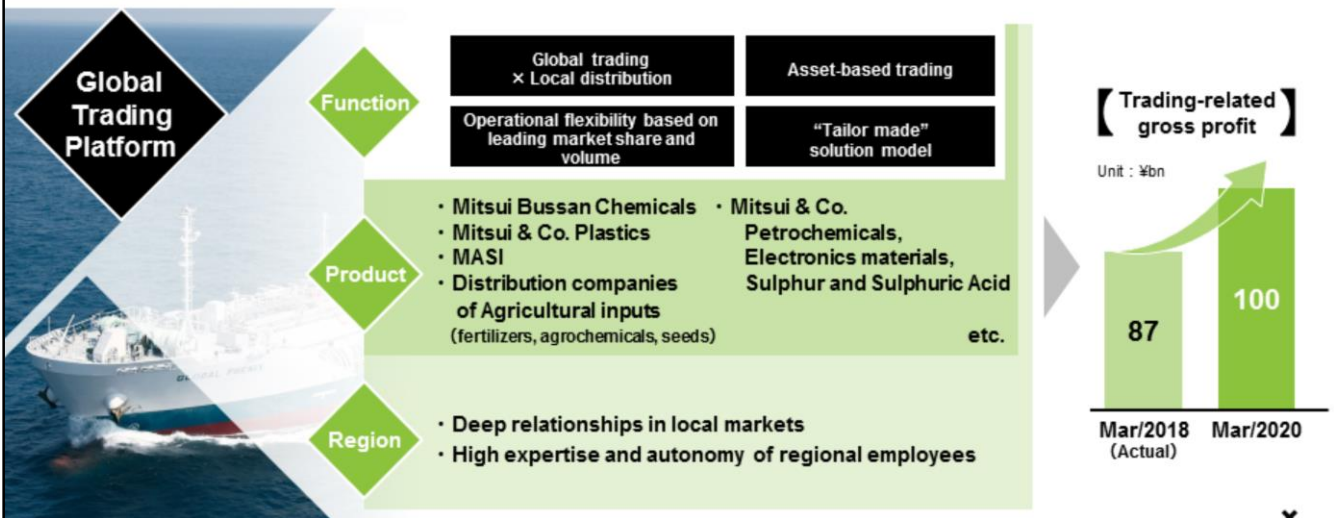 Global
Trading
Platform
Function
Global trading
× Local distribution
Asset-based trading
Operational flexibility based on
leading market share and
volume
“Tailor made”
solution model
Product
・Mitsui Bussan Chemicals
・Mitsui & Co. Plastics
・MASI
・Distribution companies
of Agricultural inputs
(fertilizers, agrochemicals, seeds)
・Mitsui & Co.
Petrochemicals,
Electronics materials,
Sulphur and Sulphuric Acid
etc.
Region
・Deep relationships in local markets
・High expertise and autonomy of regional employees
【Trading-related
gross profit】
Unit : ¥bn
87
100
Mar/2018
(Actual)
Mar/2020